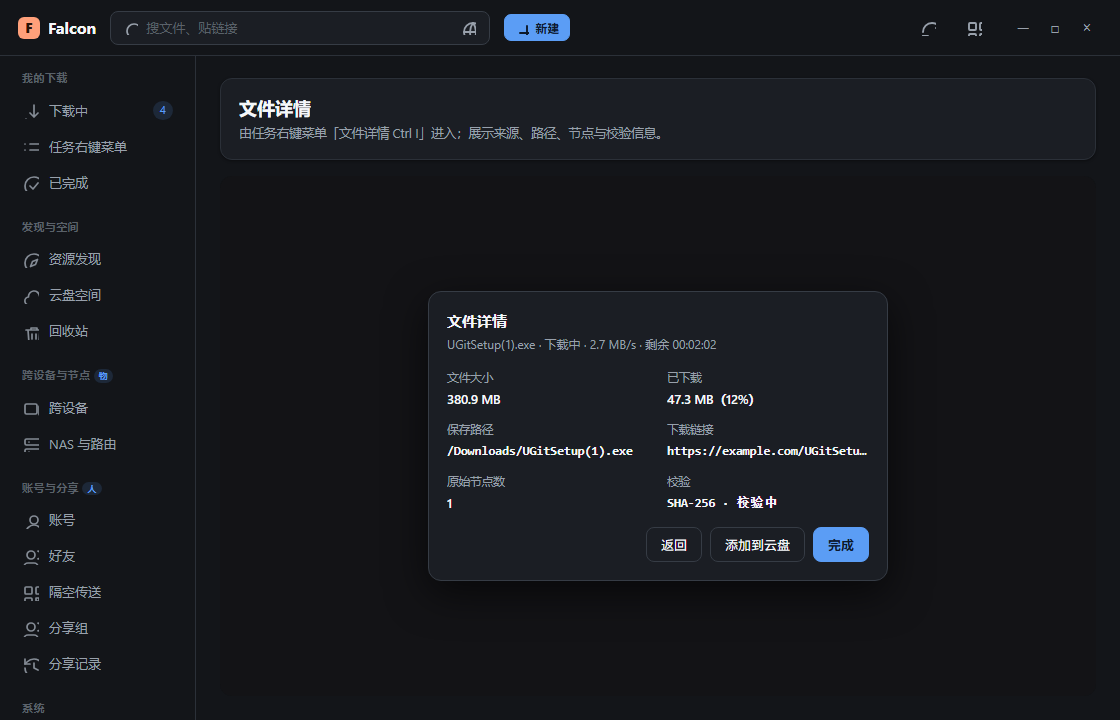 F Falcon
搜文件、贴链接
新建
我的下载
下载中 4
任务右键菜单
已完成
发现与空间
资源发现
云盘空间
回收站
跨设备与节点 物
跨设备
NAS 与路由
账号与分享 人
账号
好友
隔空传送
分享组
分享记录
系统
文件详情
由任务右键菜单「文件详情 Ctrl I」进入；展示来源、路径、节点与校验信息。
文件详情
UGitSetup(1).exe · 下载中 · 2.7 MB/s · 剩余 00:02:02
文件大小 已下载
380.9 MB 47.3 MB (12%)
保存路径 下载链接
/Downloads/UGitSetup(1).exe https://example.com/UGitSetu…
原始节点数 校验
1 SHA-256 · 校验中
返回 添加到云盘 完成